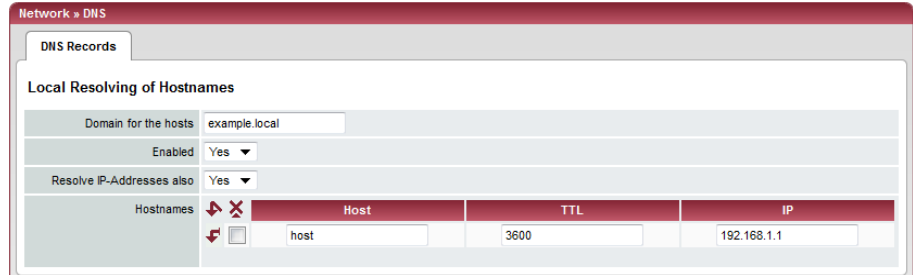 Network » DNS
DNS Records
Local Resolving of Hostnames
Domain for the hosts example.local
Enabled Yes
Resolve IP-Addresses also Yes
Hostnames Host TTL IP
host 3600 192.168.1.1